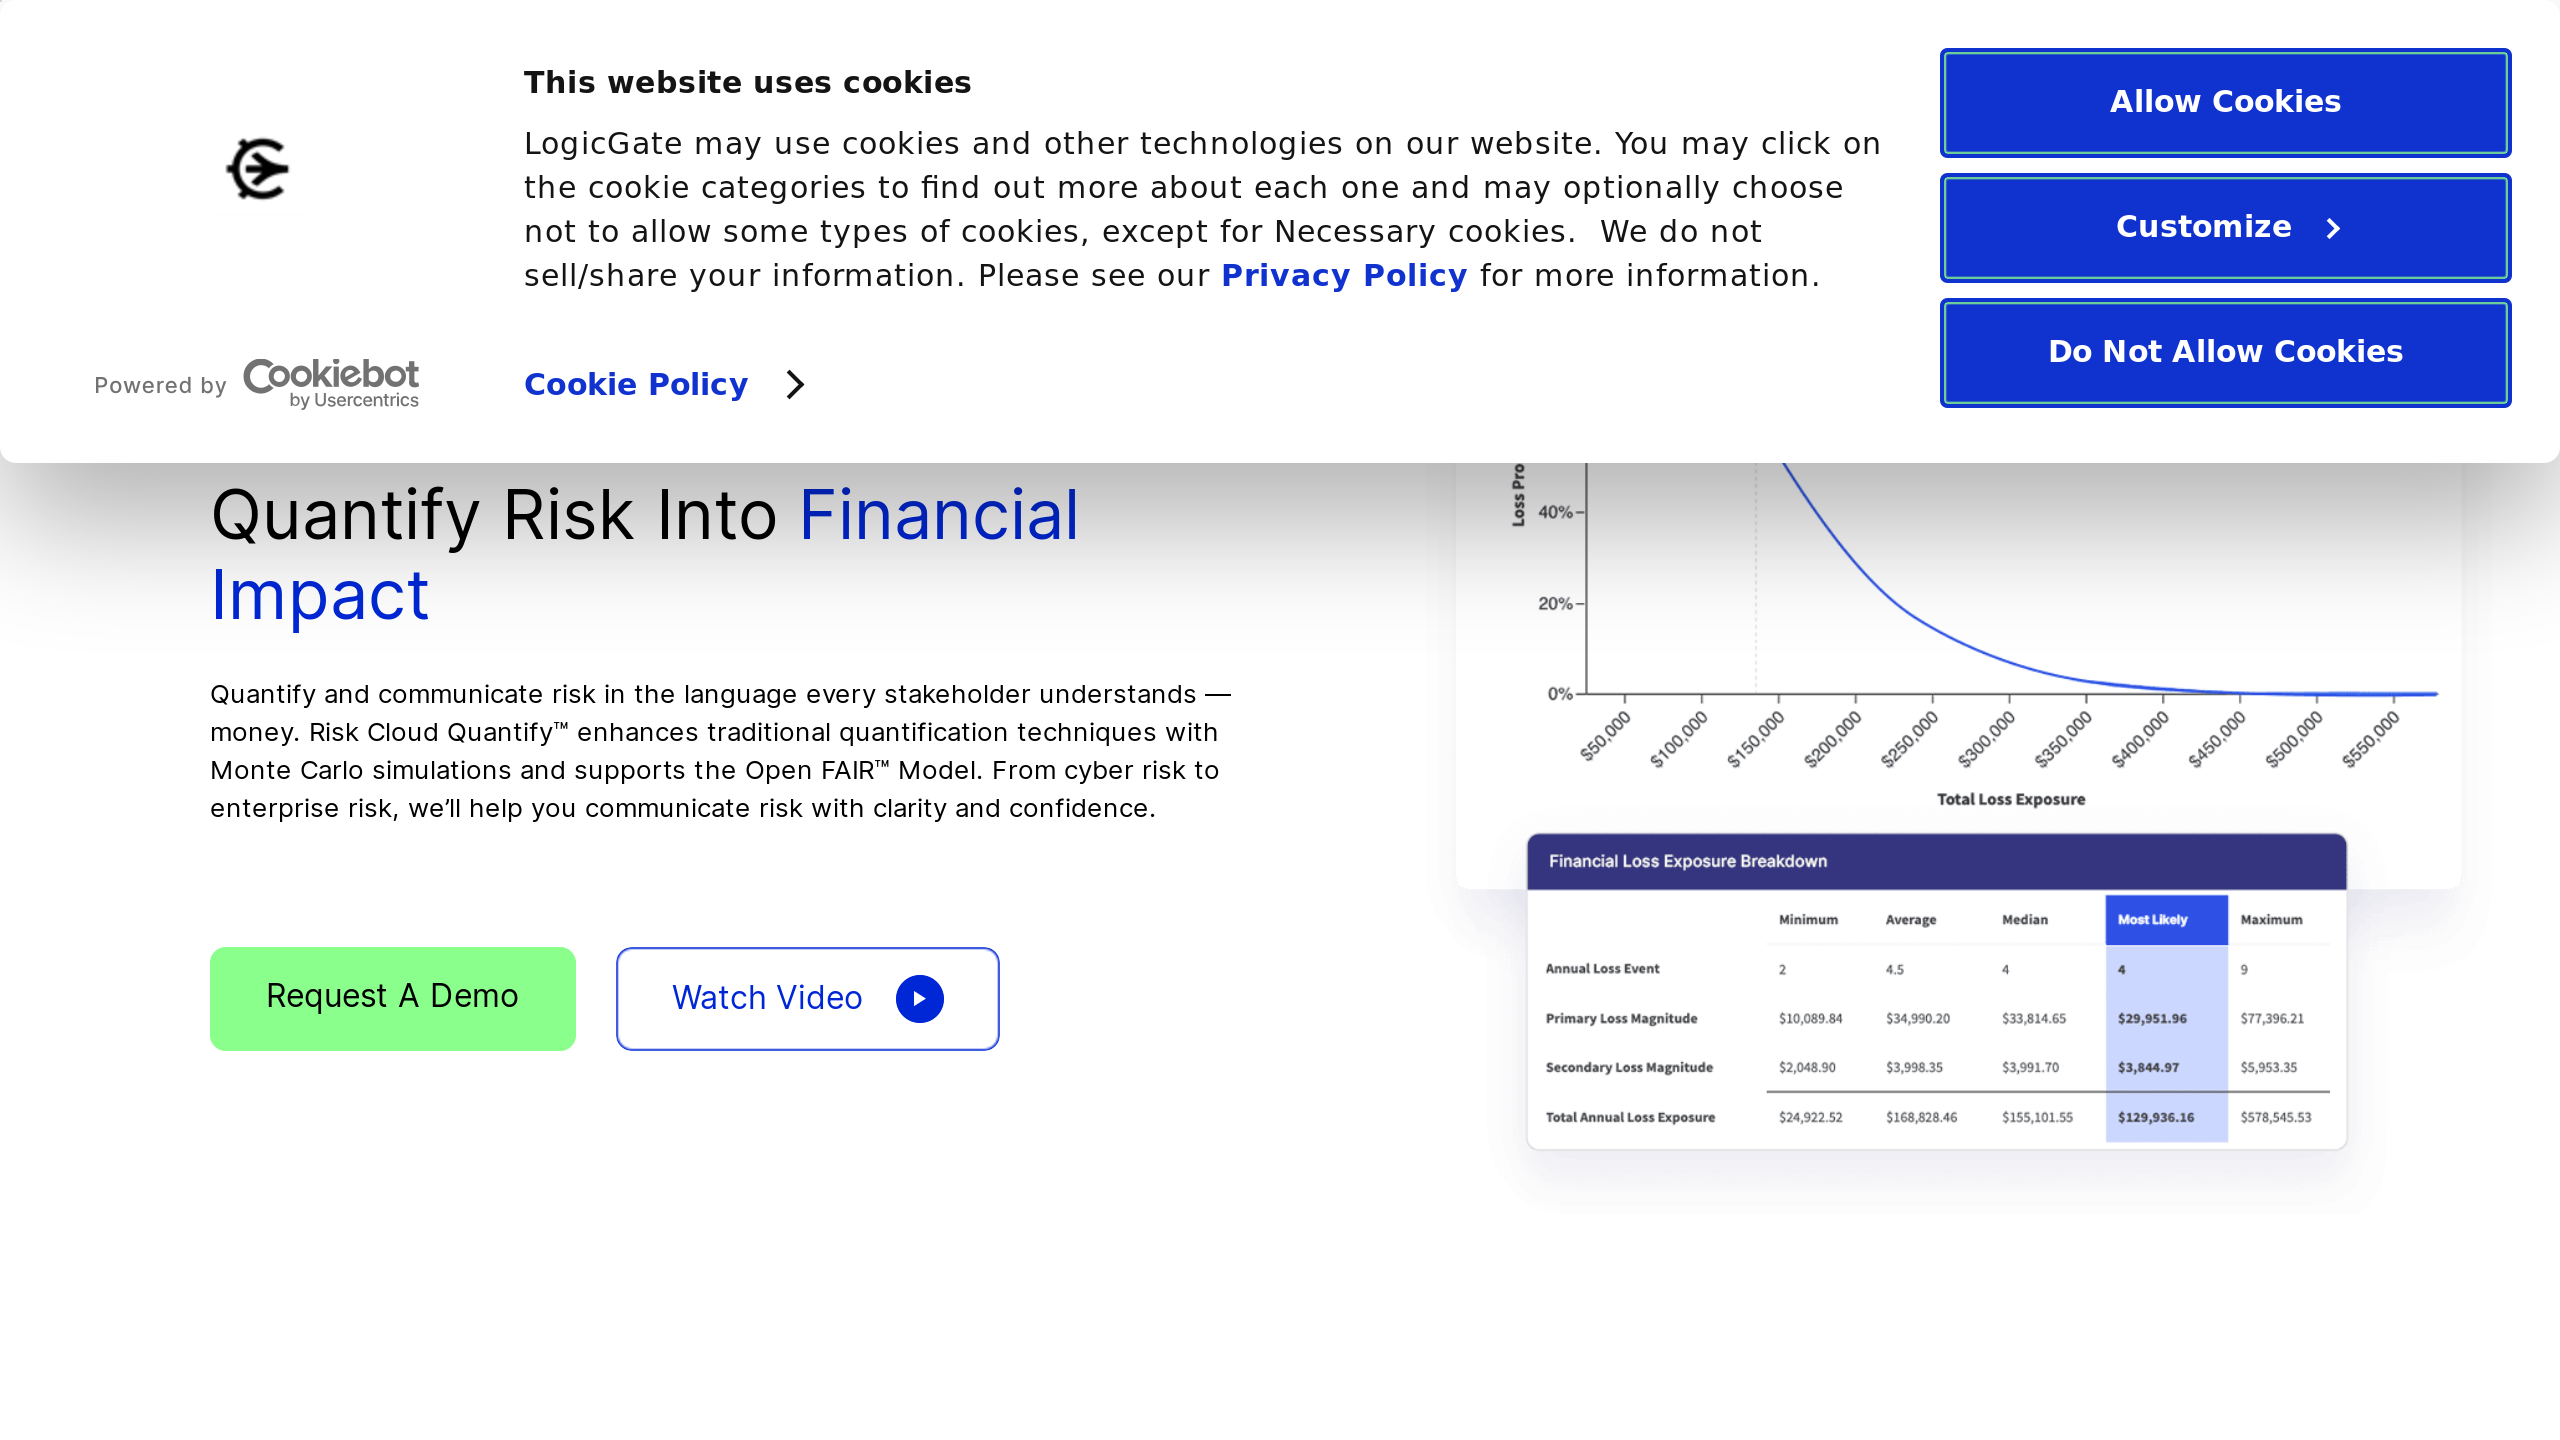 This website uses cookies
LogicGate may use cookies and other technologies on our website. You may click on
the cookie categories to find out more about each one and may optionally choose
not to allow some types of cookies, except for Necessary cookies.  We do not
sell/share your information. Please see our Privacy Policy for more information.
Powered by Cookiebot
by Usercentrics
Cookie Policy
Allow Cookies
Customize
Do Not Allow Cookies
Quantify Risk Into Financial
Impact
Quantify and communicate risk in the language every stakeholder understands —
money. Risk Cloud Quantify™ enhances traditional quantification techniques with
Monte Carlo simulations and supports the Open FAIR™ Model. From cyber risk to
enterprise risk, we’ll help you communicate risk with clarity and confidence.
Request A Demo
Watch Video
Loss
40%
20%
0%
$50,000 $100,000 $150,000 $200,000 $250,000 $300,000 $350,000 $400,000 $450,000 $500,000 $550,000
Total Loss Exposure
Financial Loss Exposure Breakdown
Minimum Average Median Most Likely Maximum
Annual Loss Event 2 4.5 4 4 9
Primary Loss Magnitude $10,089.84 $34,990.20 $33,814.65 $29,951.96 $77,396.21
Secondary Loss Magnitude $2,048.90 $3,998.35 $3,991.70 $3,844.97 $5,953.35
Total Annual Loss Exposure $24,922.52 $168,828.46 $155,101.55 $129,936.16 $578,545.53